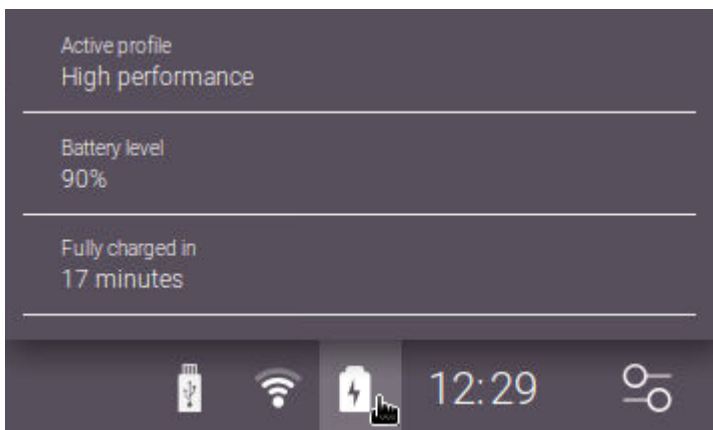 Active profile
High performance
Battery level
90%
Fully charged in
17 minutes
12:29